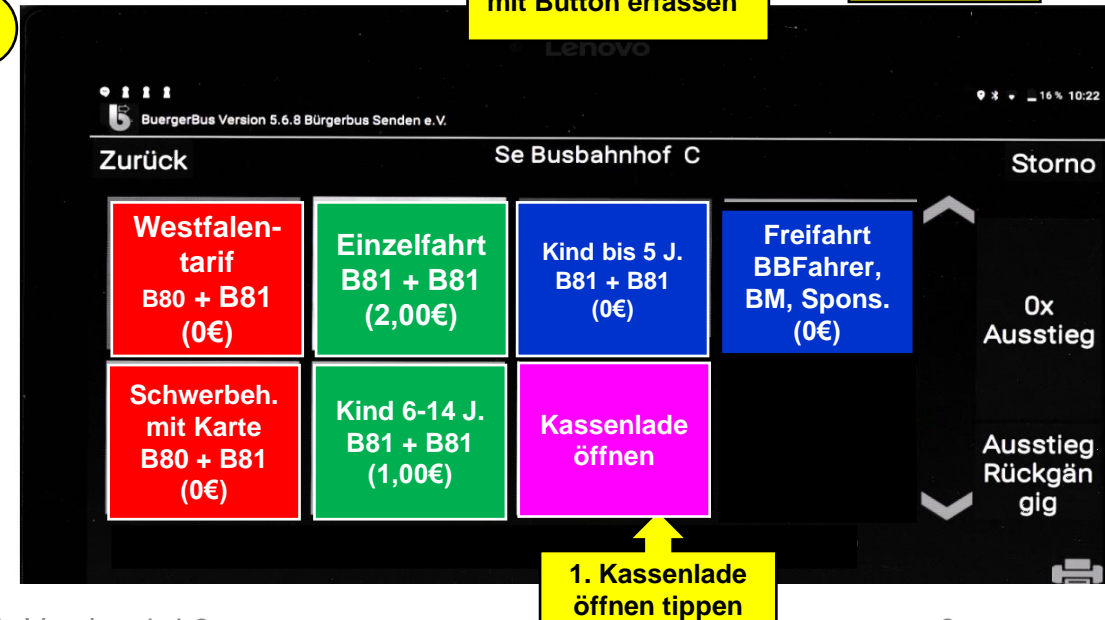 mit Button erfassen
Lenovo
16% 10:22
BuergerBus Version 5.6.8 Bürgerbus Senden e.V.
Zurück
Se Busbahnhof C
Storno
Westfalen-
tarif
B80 + B81
(0€)
Einzelfahrt
B81 + B81
(2,00€)
Kind bis 5 J.
B81 + B81
(0€)
Freifahrt
BBFahrer,
BM, Spons.
(0€)
0x
Ausstieg
Schwerbeh.
mit Karte
B80 + B81
(0€)
Kind 6-14 J.
B81 + B81
(1,00€)
Kassenlade
öffnen
Ausstieg
Rückgän
gig
1. Kassenlade
öffnen tippen